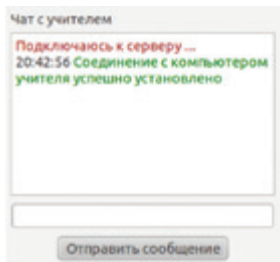 Чат с учителем
Подключаюсь к серверу ...
20:42:56 Соединение с компьютером
учителя успешно установлено
Отправить сообщение